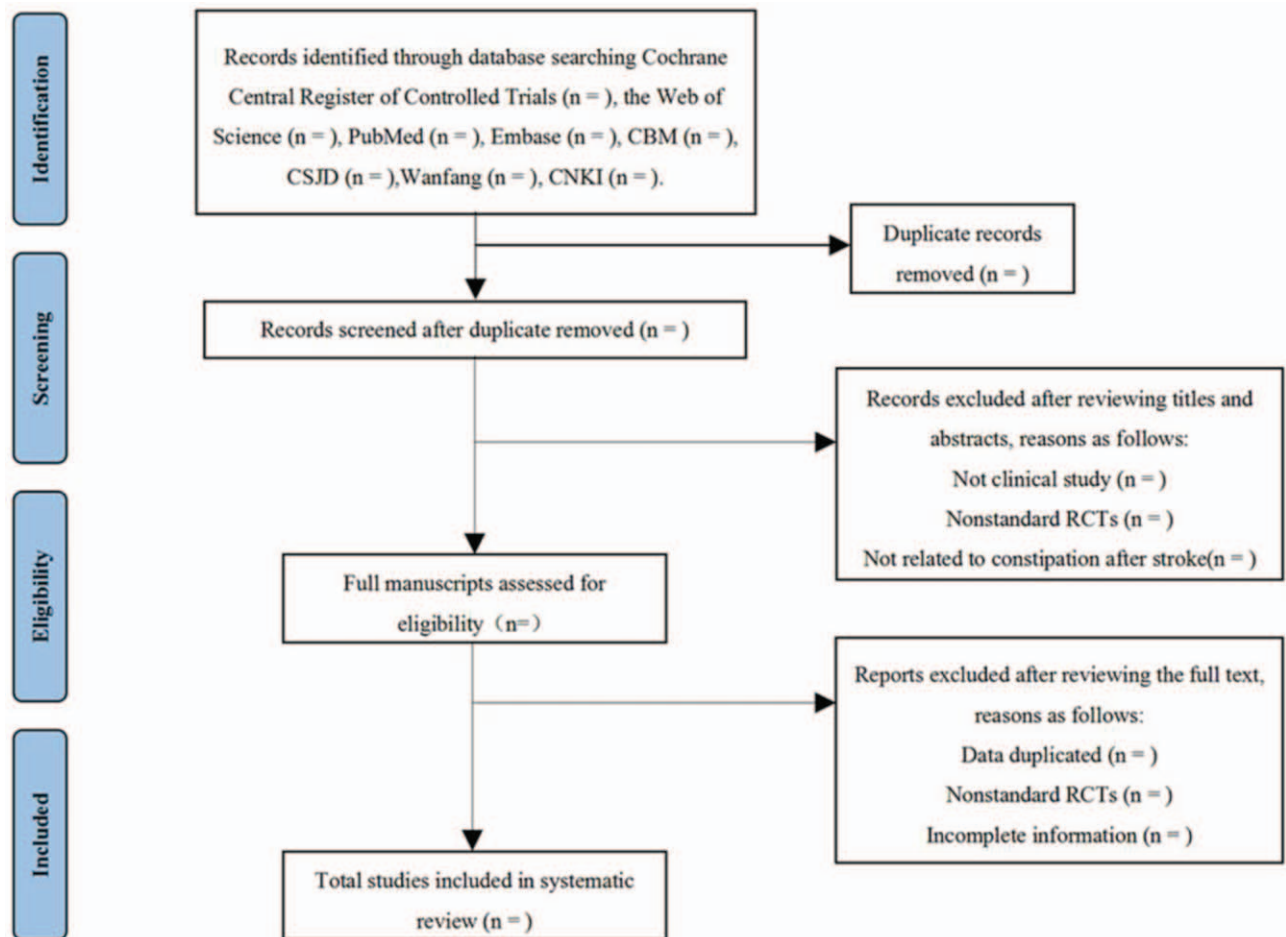 Identification
Records identified through database searching Cochrane
Central Register of Controlled Trials (n = ), the Web of
Science (n = ), PubMed (n = ), Embase (n = ), CBM (n = ),
CSJD (n = ),Wanfang (n = ), CNKI (n = ).
Duplicate records
removed (n = )
Screening
Records screened after duplicate removed (n = )
Records excluded after reviewing titles and
abstracts, reasons as follows:
Not clinical study (n = )
Nonstandard RCTs (n = )
Not related to constipation after stroke(n = )
Eligibility
Full manuscripts assessed for
eligibility（n=）
Reports excluded after reviewing the full text,
reasons as follows:
Data duplicated (n = )
Nonstandard RCTs (n = )
Incomplete information (n = )
Included
Total studies included in systematic
review (n = )